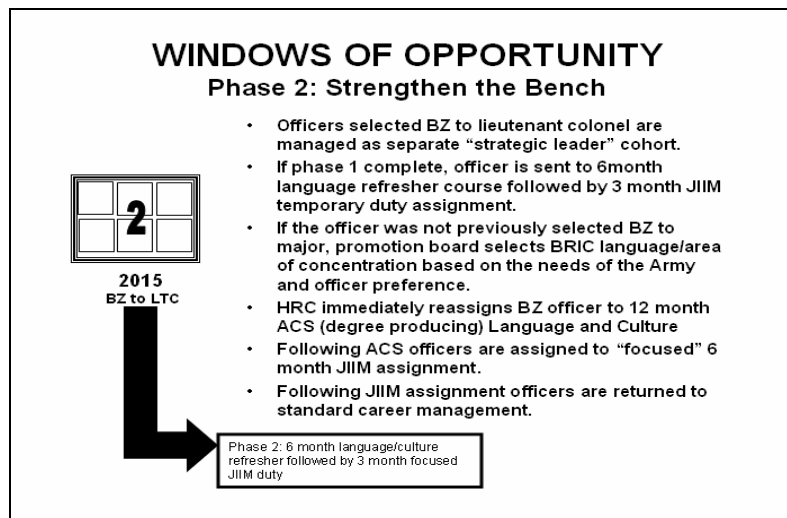 WINDOWS OF OPPORTUNITY
Phase 2: Strengthen the Bench
• Officers selected BZ to lieutenant colonel are
managed as separate “strategic leader” cohort.
• If phase 1 complete, officer is sent to 6month
language refresher course followed by 3 month JIIM
temporary duty assignment.
• If the officer was not previously selected BZ to
major, promotion board selects BRIC language/area
of concentration based on the needs of the Army
and officer preference.
• HRC immediately reassigns BZ officer to 12 month
ACS (degree producing) Language and Culture
• Following ACS officers are assigned to “focused” 6
month JIIM assignment.
• Following JIIM assignment officers are returned to
standard career management.
2
2015
BZ to LTC
Phase 2: 6 month language/culture
refresher followed by 3 month focused
JIIM duty